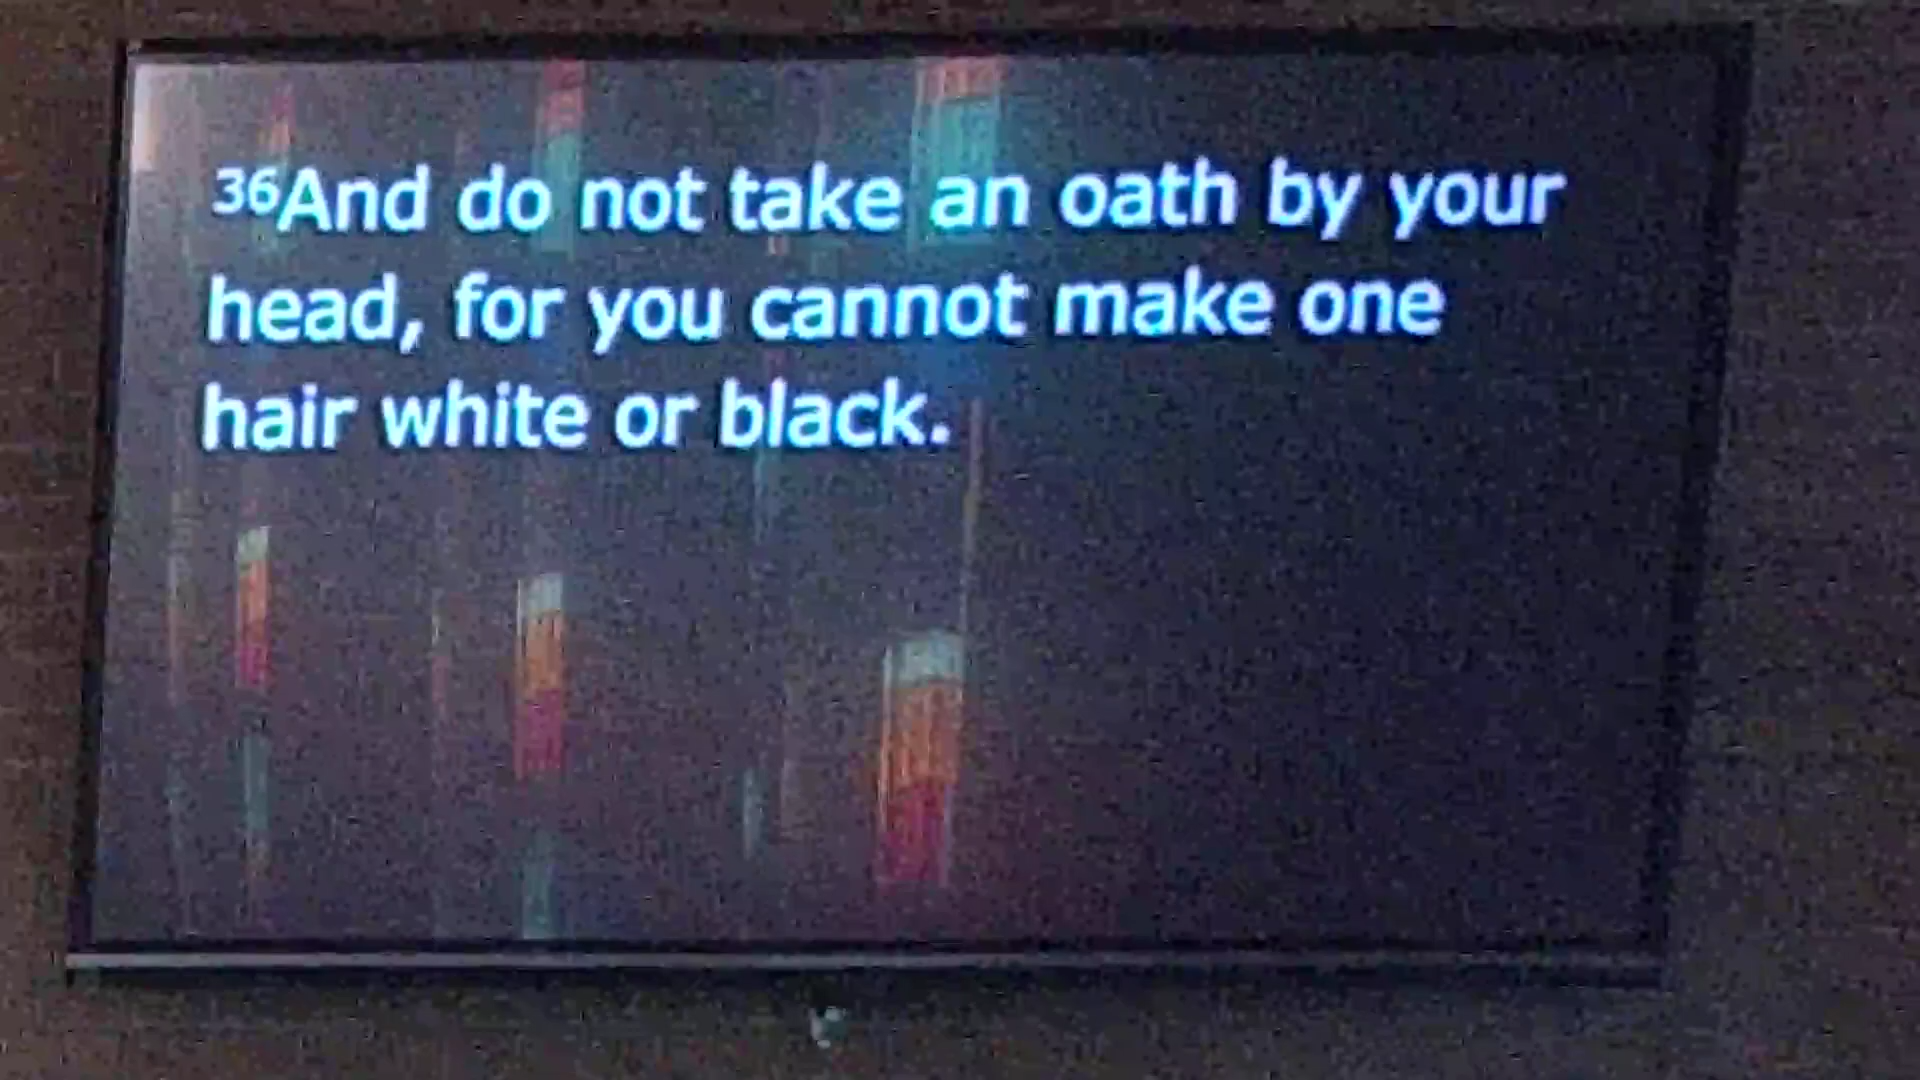 36And do not take an oath by your
head, for you cannot make one
hair white or black.